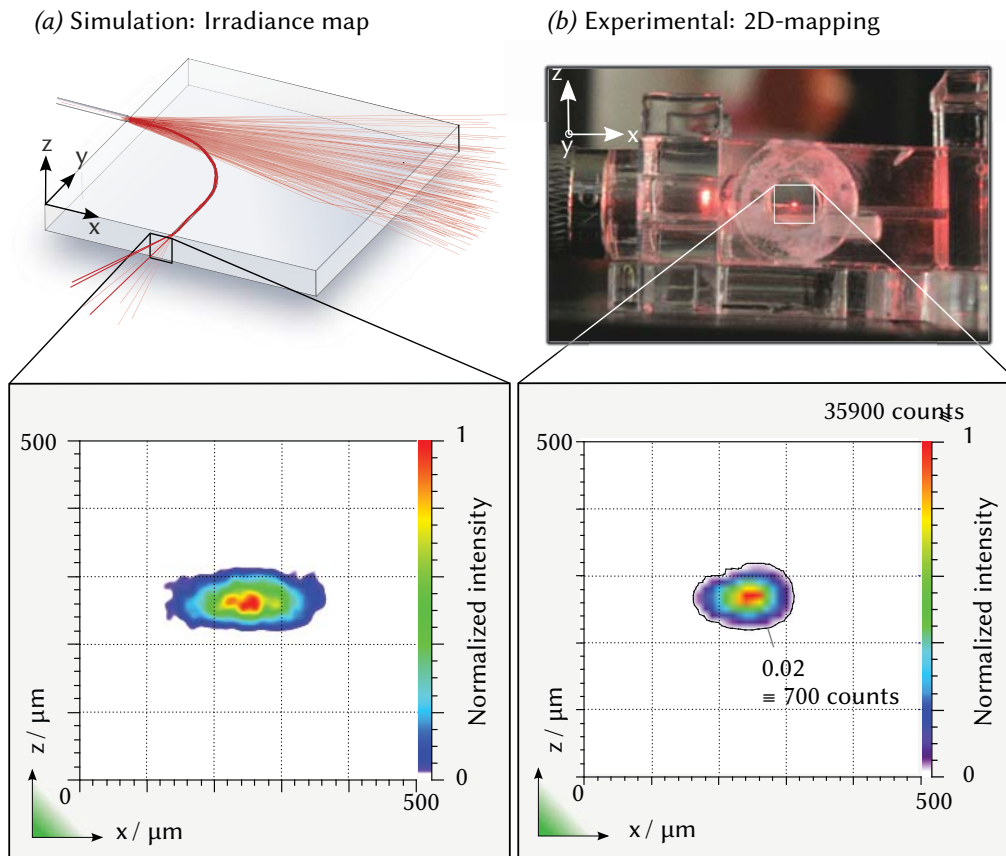 (a) Simulation: Irradiance map
z
y
x
500
1
Normalized intensity
z / µm
0
0
500
x / µm
(b) Experimental: 2D-mapping
z
y
x
35900 counts
500
1
Normalized intensity
0.02
≡ 700 counts
z / µm
0
0
500
x / µm